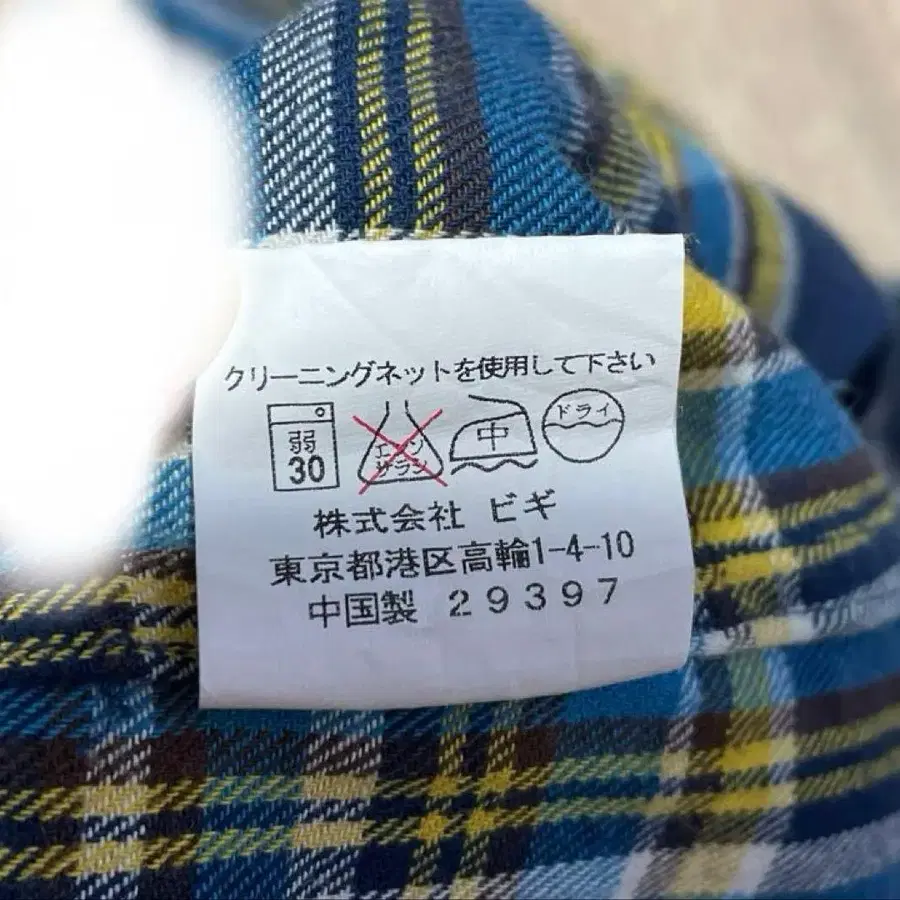 クリーニングネットを使用して下さい
弱 30 エンソ サラシ 中 ドライ
株式会社 ビギ
東京都港区高輪1-4-10
中国製 29397